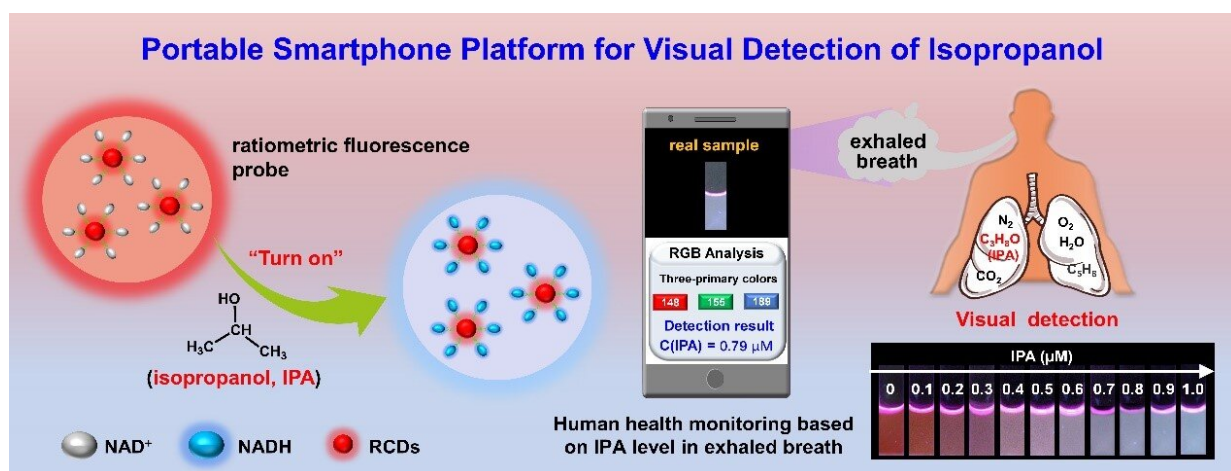 Portable Smartphone Platform for Visual Detection of Isopropanol
ratiometric fluorescence
probe
“Turn on”
HO
CH
H₃C
CH₃
(isopropanol, IPA)
NAD⁺
NADH
RCDs
real sample
RGB Analysis
Three-primary colors
148 155 189
Detection result
C(IPA) = 0.79 μM
Human health monitoring based
on IPA level in exhaled breath
exhaled
breath
N₂
C₃H₈O
(IPA)
CO₂
O₂
H₂O
C₅H₈
Visual detection
IPA (μM)
0 0.1 0.2 0.3 0.4 0.5 0.6 0.7 0.8 0.9 1.0